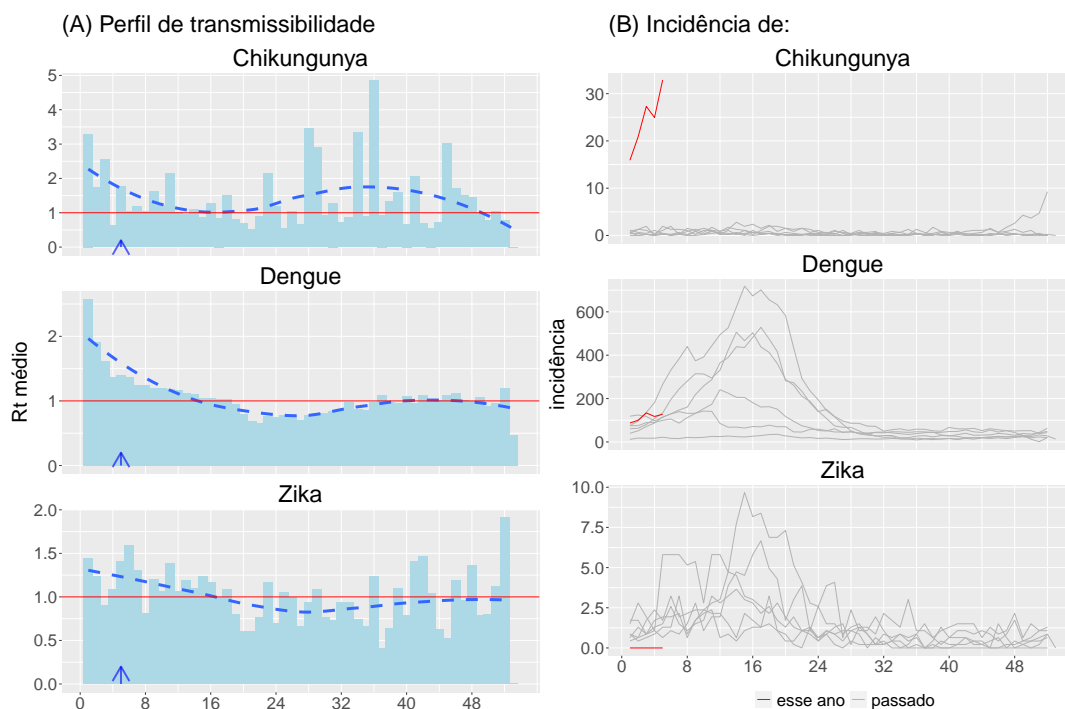 (A) Perfil de transmissibilidade
Chikungunya
5
4
3
2
1
0
Dengue
2
1
0
Zika
2.0
1.5
1.0
0.5
0.0
0 8 16 24 32 40 48
Rt médio
(B) Incidência de:
Chikungunya
30
20
10
0
Dengue
600
400
200
0
Zika
10.0
7.5
5.0
2.5
0.0
0 8 16 24 32 40 48
incidência
esse ano passado